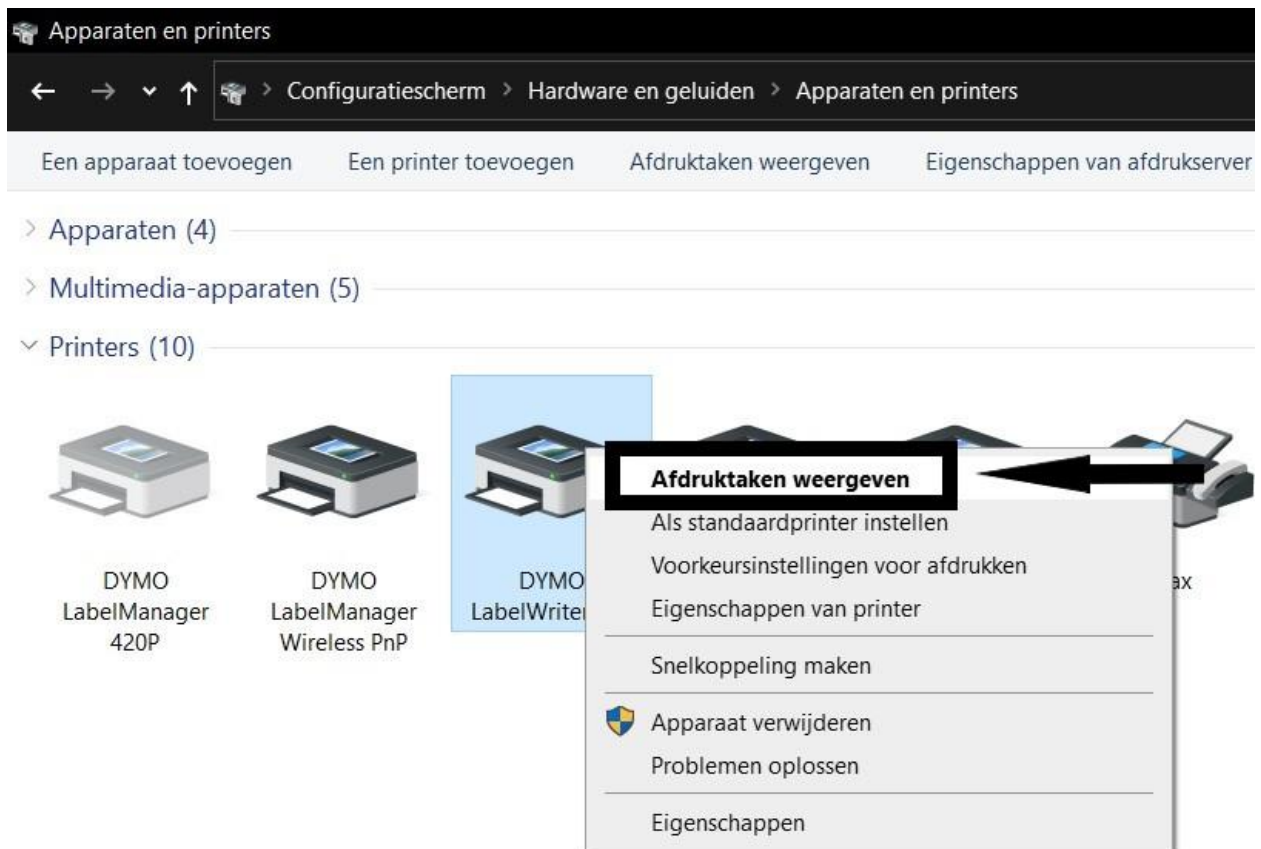 Apparaten en printers
Configuratiescherm > Hardware en geluiden > Apparaten en printers
Een apparaat toevoegen Een printer toevoegen Afdruktaken weergeven Eigenschappen van afdrukserver
Apparaten (4)
Multimedia-apparaten (5)
Printers (10)
DYMO
LabelManager
420P
DYMO
LabelManager
Wireless PnP
DYMO
LabelWriter
Afdruktaken weergeven
Als standaardprinter instellen
Voorkeursinstellingen voor afdrukken
Eigenschappen van printer
Snelkoppeling maken
Apparaat verwijderen
Problemen oplossen
Eigenschappen